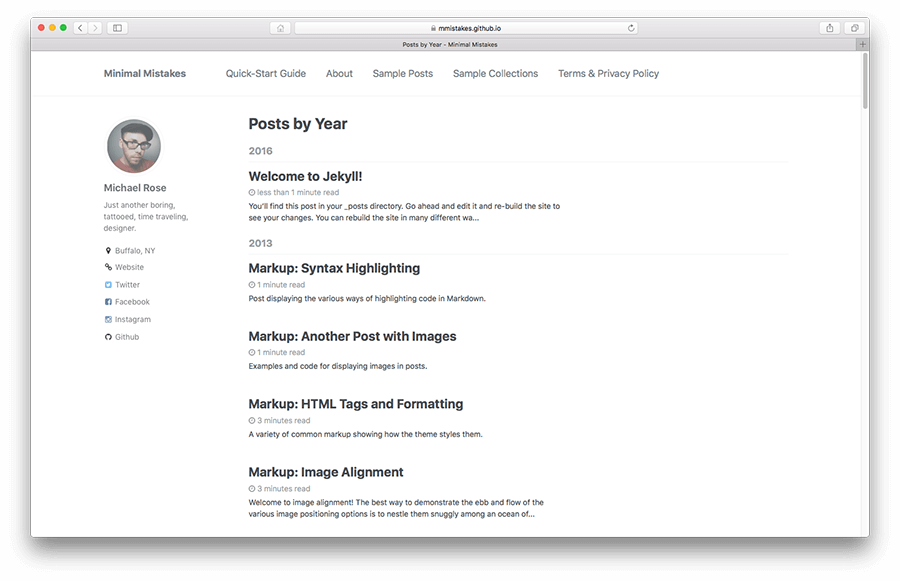 mmistakes.github.io
Posts by Year - Minimal Mistakes
Minimal Mistakes
Quick-Start Guide
About
Sample Posts
Sample Collections
Terms & Privacy Policy
Michael Rose
Just another boring,
tattooed, time traveling,
designer.
Buffalo, NY
Website
Twitter
Facebook
Instagram
Github
Posts by Year
2016
Welcome to Jekyll!
less than 1 minute read
You'll find this post in your _posts directory. Go ahead and edit it and re-build the site to
see your changes. You can rebuild the site in many different wa...
2013
Markup: Syntax Highlighting
1 minute read
Post displaying the various ways of highlighting code in Markdown.
Markup: Another Post with Images
1 minute read
Examples and code for displaying images in posts.
Markup: HTML Tags and Formatting
3 minutes read
A variety of common markup showing how the theme styles them.
Markup: Image Alignment
3 minutes read
Welcome to image alignment! The best way to demonstrate the ebb and flow of the
various image positioning options is to nestle them snuggly among an ocean of...